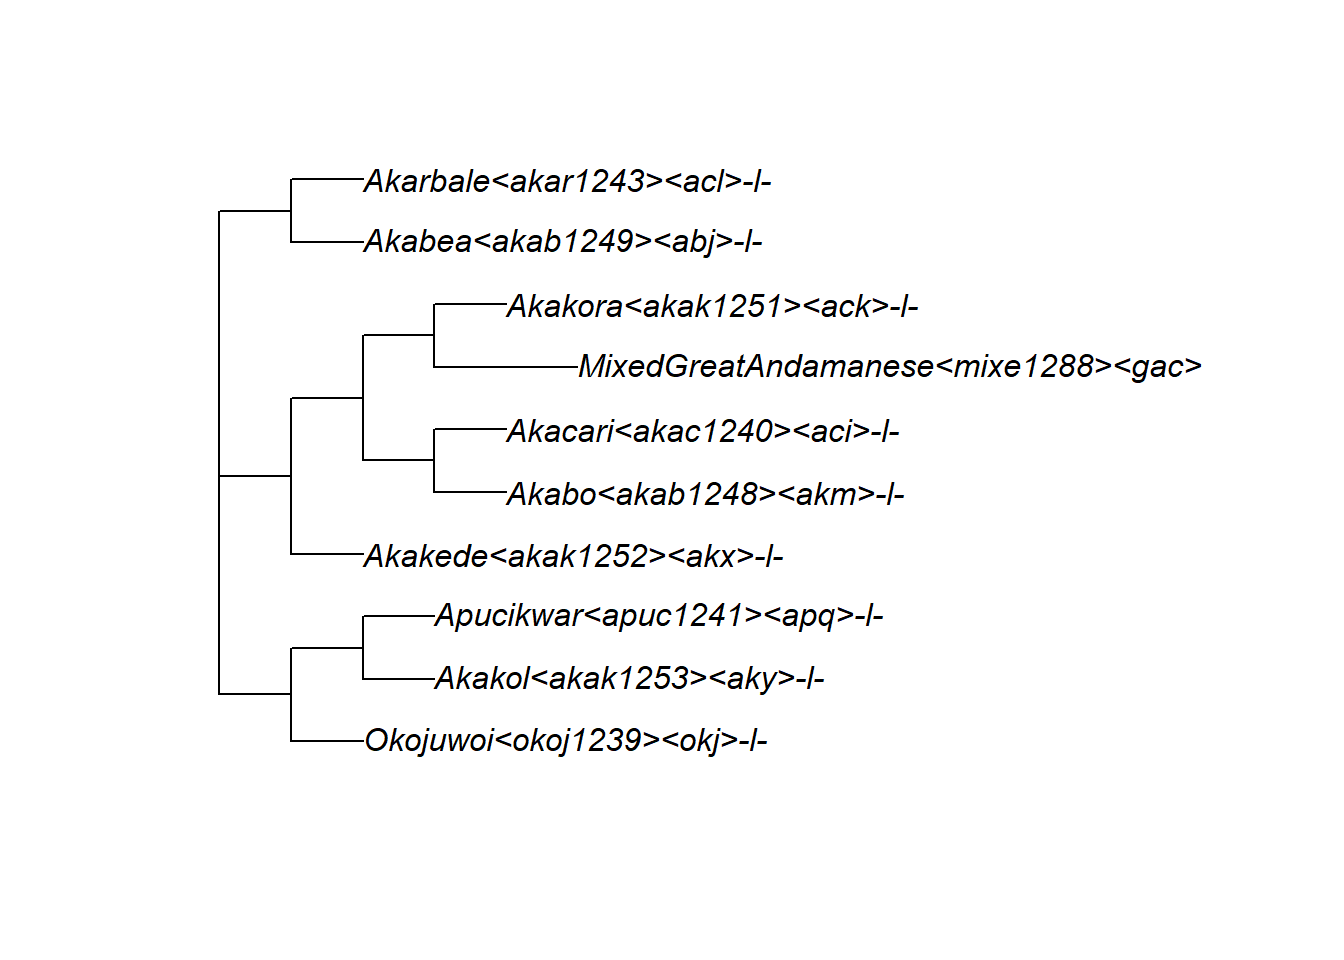 Akarbale<akar1243><acl>-l-
Akabea<akab1249><abj>-l-
Akakora<akak1251><ack>-l-
MixedGreatAndamanese<mixe1288><gac>
Akacari<akac1240><aci>-l-
Akabo<akab1248><akm>-l-
Akakede<akak1252><akx>-l-
Apucikwar<apuc1241><apq>-l-
Akakol<akak1253><aky>-l-
Okojuwoi<okoj1239><okj>-l-